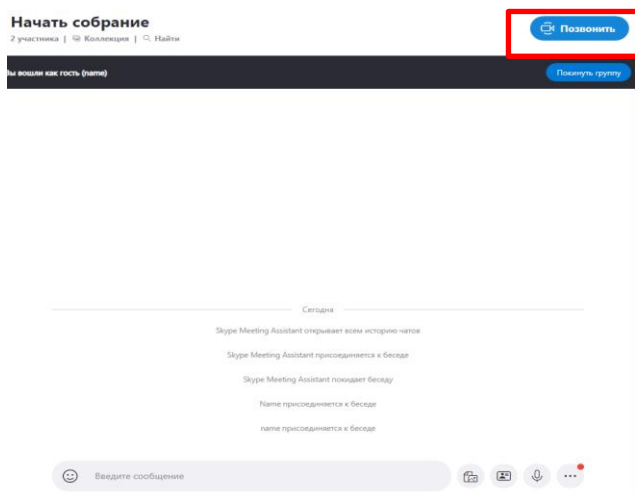 Начать собрание
Позвонить
2 участника | Коллекция | Найти
Вы вошли как гость (name)
Покинуть группу
Сегодня
Skype Meeting Assistant открывает всем историю чатов
Skype Meeting Assistant присоединяется к беседе
Skype Meeting Assistant покидает беседу
Name присоединяется к беседе
name присоединяется к беседе
Введите сообщение